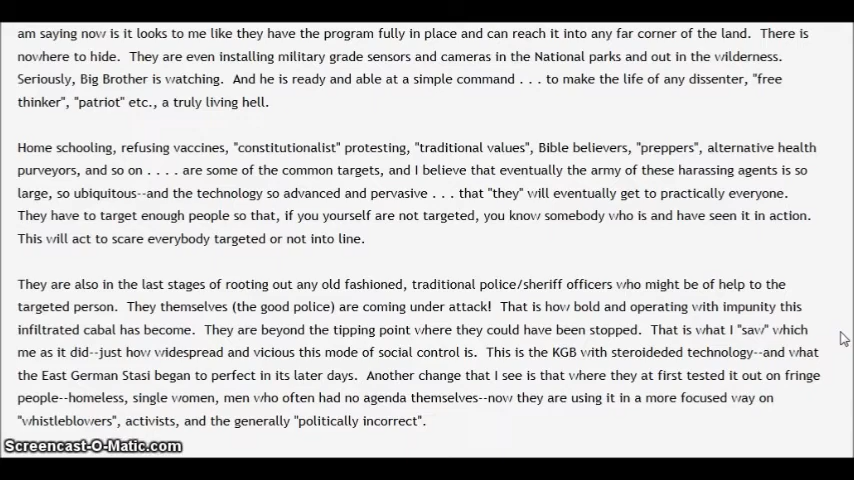 am saying now is it looks to me like they have the program fully in place and can reach it into any far corner of the land.  There is
nowhere to hide.  They are even installing military grade sensors and cameras in the National parks and out in the wilderness.
Seriously, Big Brother is watching.  And he is ready and able at a simple command . . . to make the life of any dissenter, "free
thinker", "patriot" etc., a truly living hell.
Home schooling, refusing vaccines, "constitutionalist" protesting, "traditional values", Bible believers, "preppers", alternative health
purveyors, and so on . . . . are some of the common targets, and I believe that eventually the army of these harassing agents is so
large, so ubiquitous--and the technology so advanced and pervasive . . . that "they" will eventually get to practically everyone.
They have to target enough people so that, if you yourself are not targeted, you know somebody who is and have seen it in action.
This will act to scare everybody targeted or not into line.
They are also in the last stages of rooting out any old fashioned, traditional police/sheriff officers who might be of help to the
targeted person.  They themselves (the good police) are coming under attack!  That is how bold and operating with impunity this
infiltrated cabal has become.  They are beyond the tipping point where they could have been stopped.  That is what I "saw" which
me as it did--just how widespread and vicious this mode of social control is.  This is the KGB with steroideded technology--and what
the East German Stasi began to perfect in its later days.  Another change that I see is that where they at first tested it out on fringe
people--homeless, single women, men who often had no agenda themselves--now they are using it in a more focused way on
"whistleblowers", activists, and the generally "politically incorrect".
Screencast-O-Matic.com